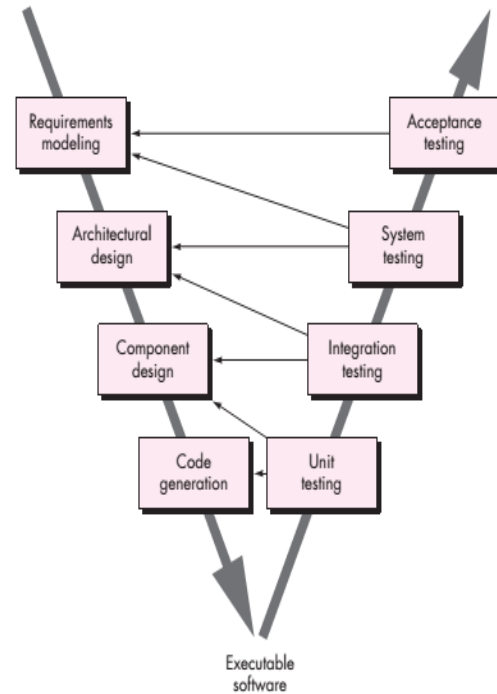 Requirements
modeling
Acceptance
testing
Architectural
design
System
testing
Component
design
Integration
testing
Code
generation
Unit
testing
Executable
software